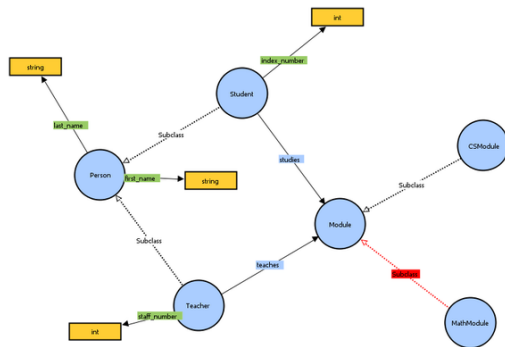 int
string
index_number
Student
last_name
Subclass
CSModule
studies
Person
first_name
string
Subclass
Module
Subclass
teaches
Subclass
Teacher
staff_number
int
MathModule